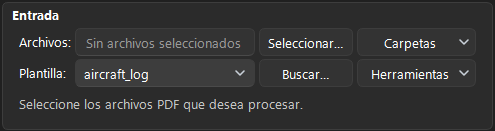 Entrada
Archivos: Sin archivos seleccionados Seleccionar... Carpetas
Plantilla: aircraft_log Buscar... Herramientas
Seleccione los archivos PDF que desea procesar.